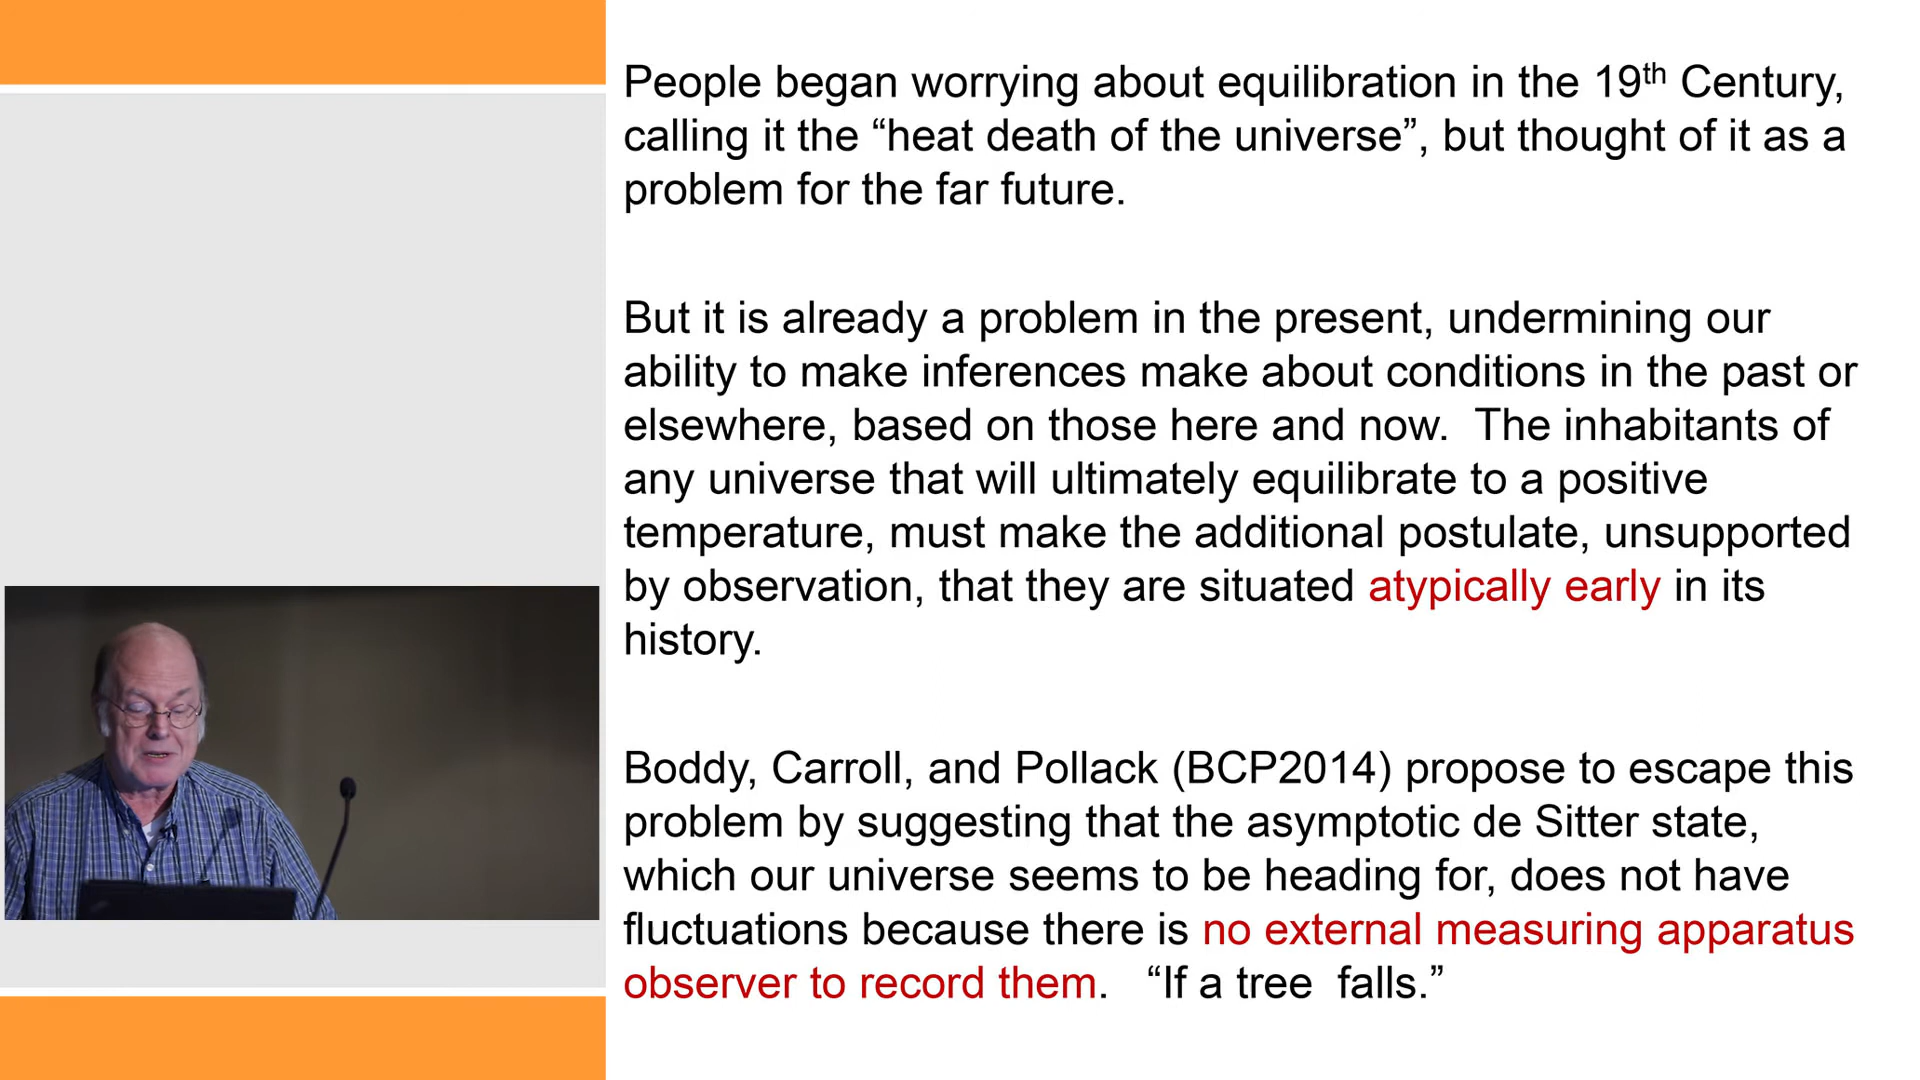 People began worrying about equilibration in the 19th Century,
calling it the “heat death of the universe”, but thought of it as a
problem for the far future.
But it is already a problem in the present, undermining our
ability to make inferences make about conditions in the past or
elsewhere, based on those here and now.  The inhabitants of
any universe that will ultimately equilibrate to a positive
temperature, must make the additional postulate, unsupported
by observation, that they are situated atypically early in its
history.
Boddy, Carroll, and Pollack (BCP2014) propose to escape this
problem by suggesting that the asymptotic de Sitter state,
which our universe seems to be heading for, does not have
fluctuations because there is no external measuring apparatus
observer to record them.   “If a tree  falls.”